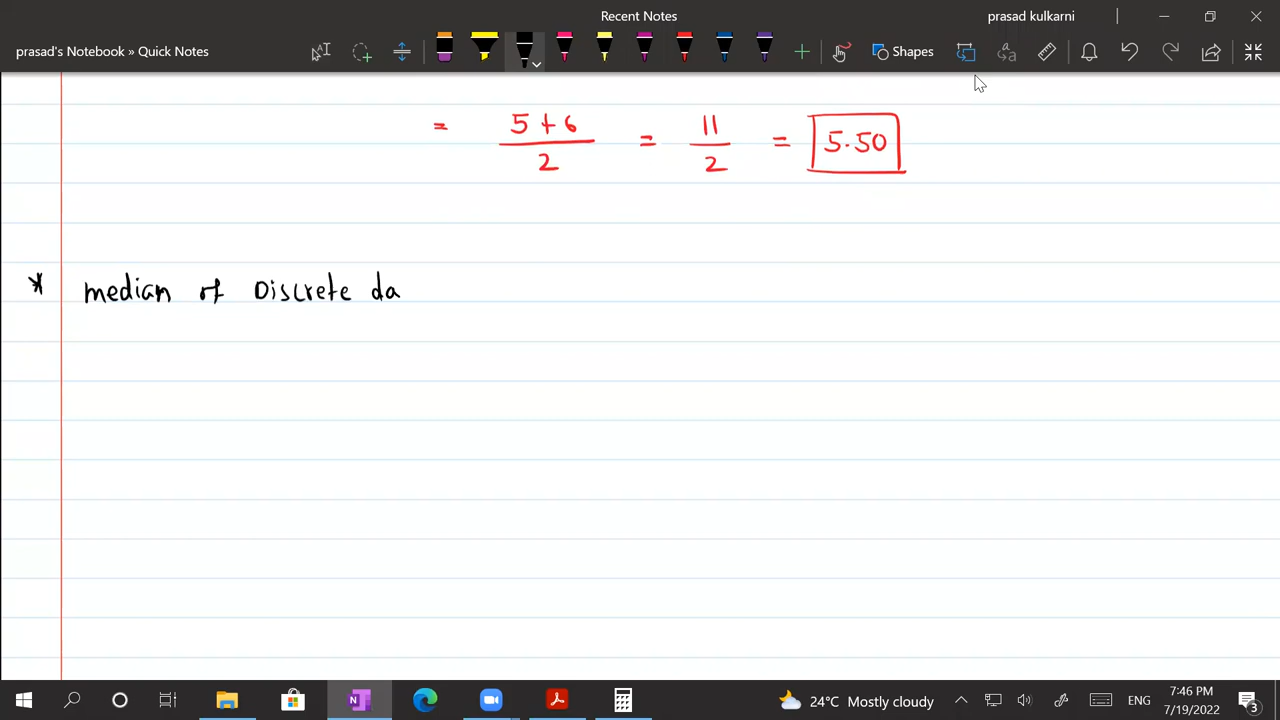 Recent Notes
prasad kulkarni
prasad's Notebook » Quick Notes
Shapes
= 5+6/2 = 11/2 = 5.50
* median of Discrete da
24°C Mostly cloudy
ENG
7:46 PM
7/19/2022
3